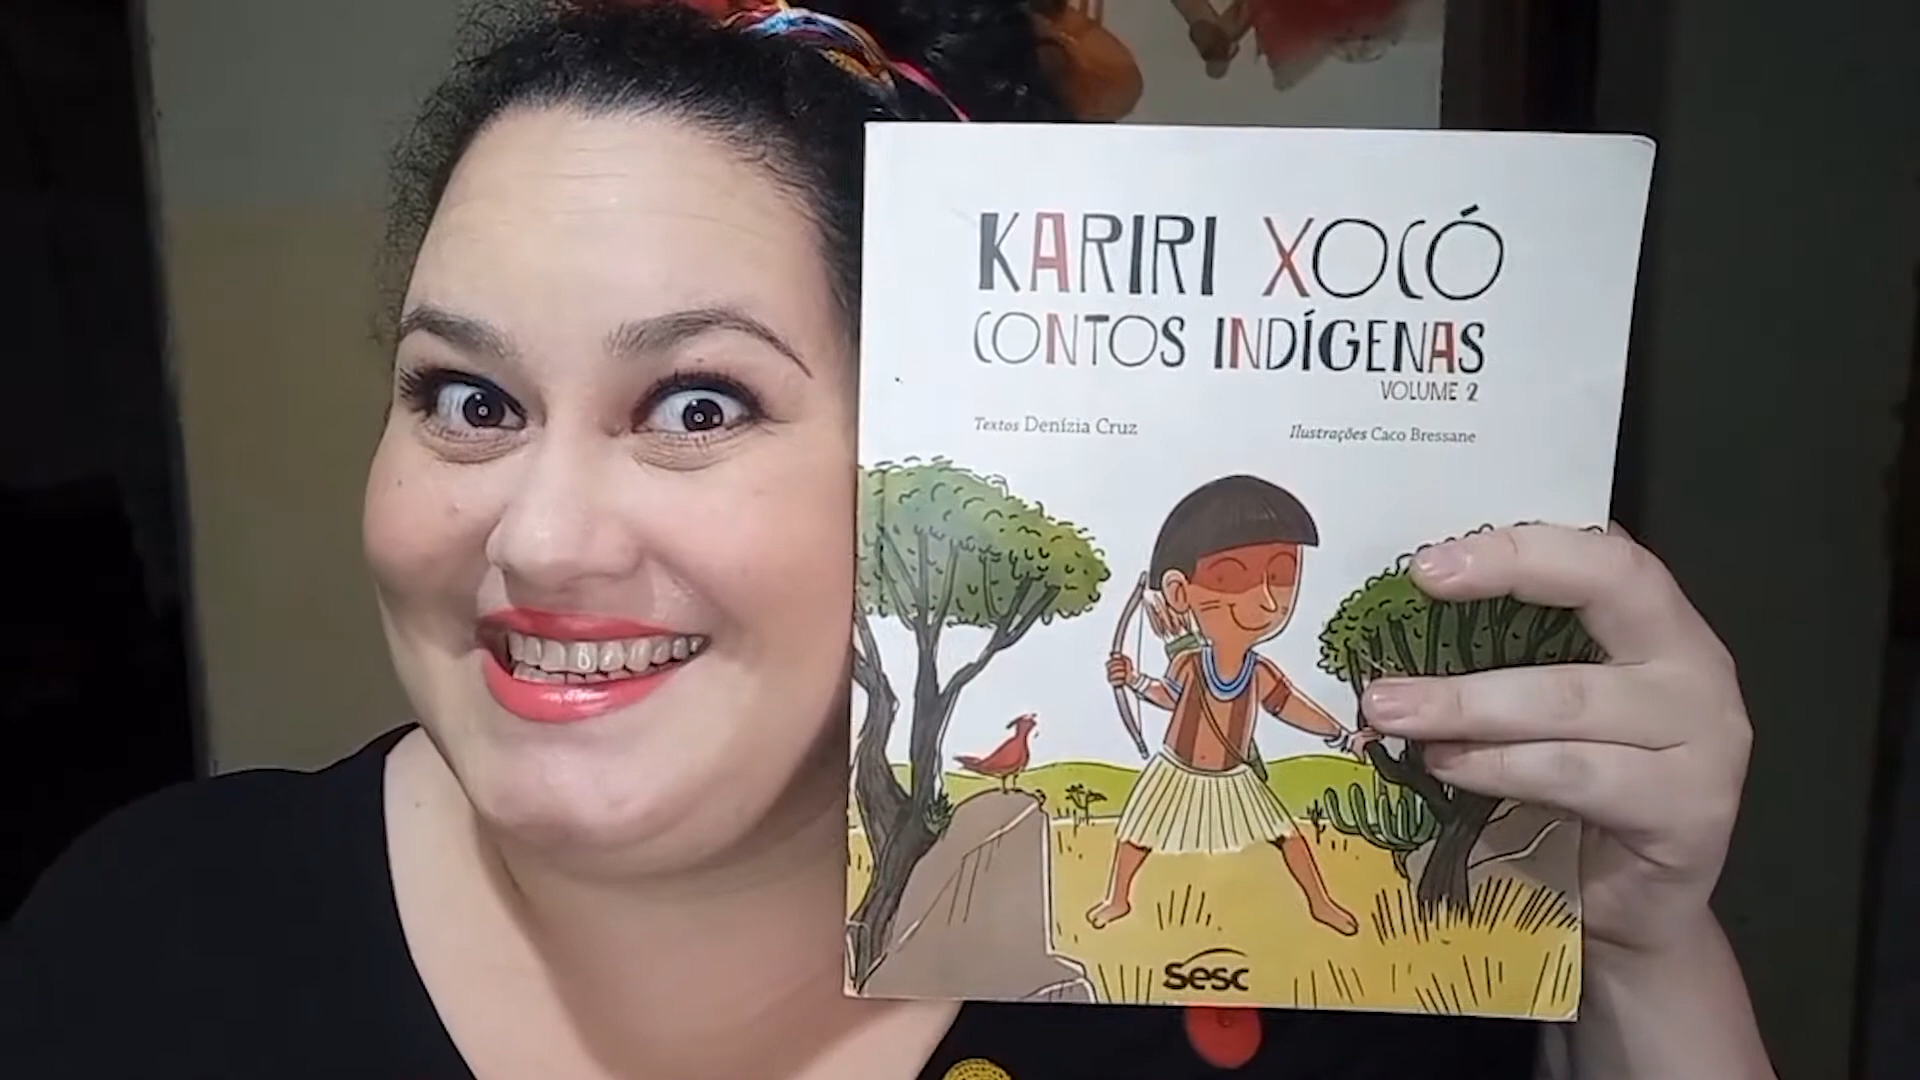 KARIRI XOCÓ
CONTOS INDÍGENAS
VOLUME 2
Textos Denízia Cruz
Ilustrações Caco Bressane
Sesc